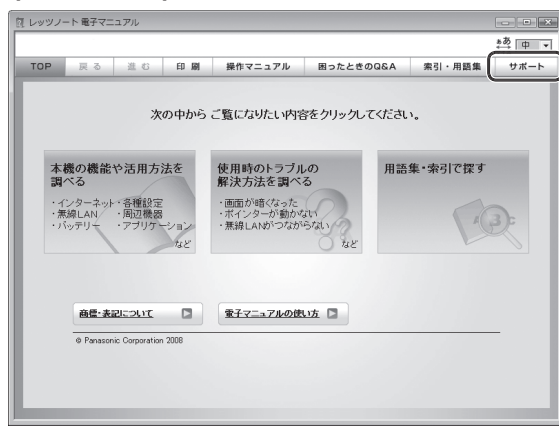 レッツノート 電子マニュアル
あ あ 中
TOP 戻る 進む 印刷 操作マニュアル 困ったときのQ&A 索引・用語集 サポート
次の中から ご覧になりたい内容をクリックしてください。
本機の機能や活用方法を
調べる
・インターネット ・各種設定
・無線LAN ・周辺機器
・バッテリー ・アプリケーション
など
使用時のトラブルの
解決方法を調べる
・画面が暗くなった
・ポインターが動かない
・無線LANがつながらない
など
用語集・索引で探す
商標・表記について
電子マニュアルの使い方
© Panasonic Corporation 2008